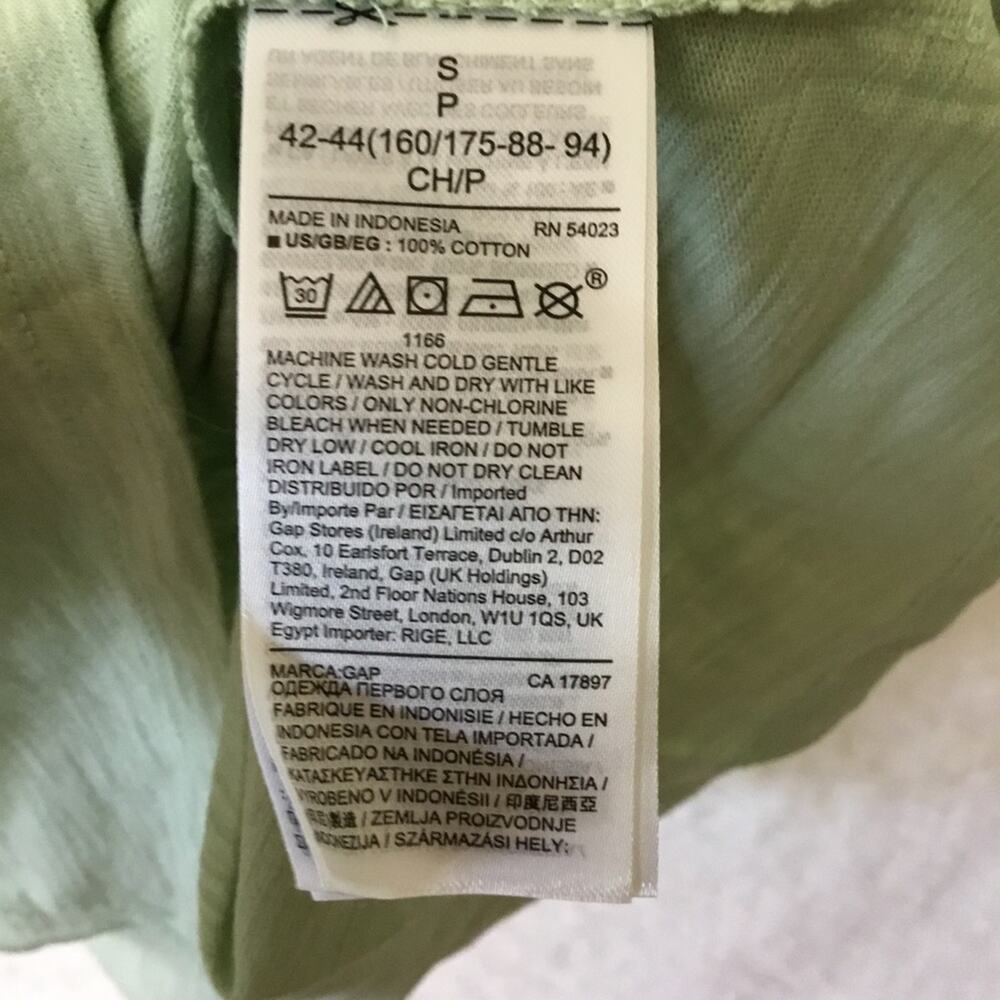 S
P
42-44(160/175-88- 94)
CH/P
MADE IN INDONESIA RN 54023
■ US/GB/EG : 100% COTTON
30 ®
1166
MACHINE WASH COLD GENTLE
CYCLE / WASH AND DRY WITH LIKE
COLORS / ONLY NON-CHLORINE
BLEACH WHEN NEEDED / TUMBLE
DRY LOW / COOL IRON / DO NOT
IRON LABEL / DO NOT DRY CLEAN
DISTRIBUIDO POR / Imported
By/Importe Par / ΕΙΣΑΓΕΤΑΙ ΑΠΟ ΤΗΝ:
Gap Stores (Ireland) Limited c/o Arthur
Cox, 10 Earlsfort Terrace, Dublin 2, D02
T380, Ireland, Gap (UK Holdings)
Limited, 2nd Floor Nations House, 103
Wigmore Street, London, W1U 1QS, UK
Egypt Importer: RIGE, LLC
MARCA:GAP CA 17897
ОДЕЖДА ПЕРВОГО СЛОЯ
FABRIQUE EN INDONISIE / HECHO EN
INDONESIA CON TELA IMPORTADA /
FABRICADO NA INDONÉSIA /
ΚΑΤΑΣΚΕΥΑΣΤΗΚΕ ΣΤΗΝ ΙΝΔΟΝΗΣΙΑ /
VYROBENO V INDONÉSII / 印度尼西亞
製造 / ZEMLJA PROIZVODNJE
INDONEZIJA / SZÁRMAZÁSI HELY: